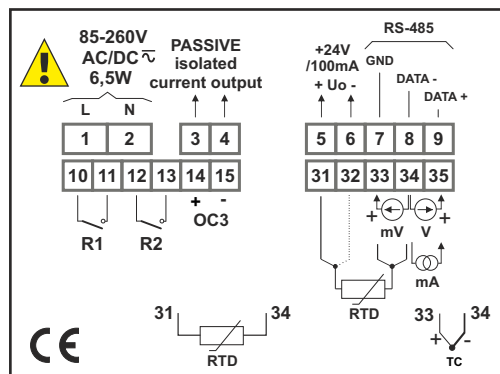 85-260V
AC/DC
6,5W
L N
PASSIVE
isolated
current output
+24V
/100mA
+ Uo -
RS-485
GND
DATA -
DATA +
1 2 3 4 5 6 7 8 9
10 11 12 13 14 15 31 32 33 34 35
R1
R2
+ -
OC3
+ +
mV V
mA
RTD
31 34
RTD
33 34
+ -
TC
CE